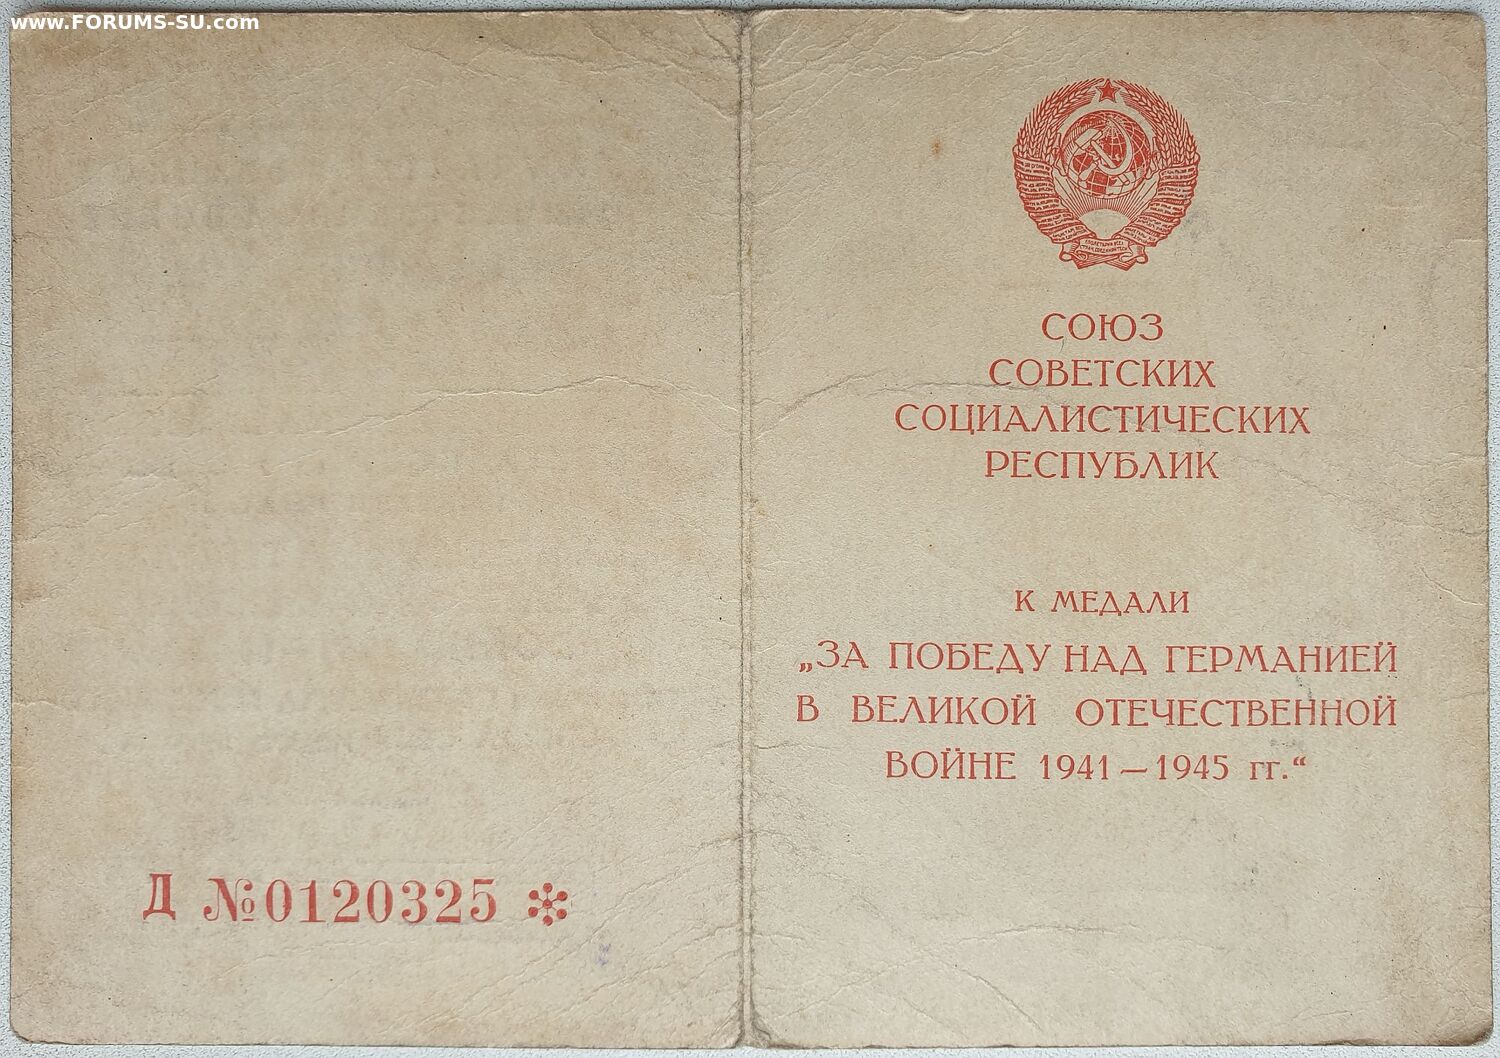 www.FORUMS-SU.com
СОЮЗ
СОВЕТСКИХ
СОЦИАЛИСТИЧЕСКИХ
РЕСПУБЛИК
К МЕДАЛИ
„ЗА ПОБЕДУ НАД ГЕРМАНИЕЙ
В ВЕЛИКОЙ ОТЕЧЕСТВЕННОЙ
ВОЙНЕ 1941 — 1945 гг.“
Д №0120325